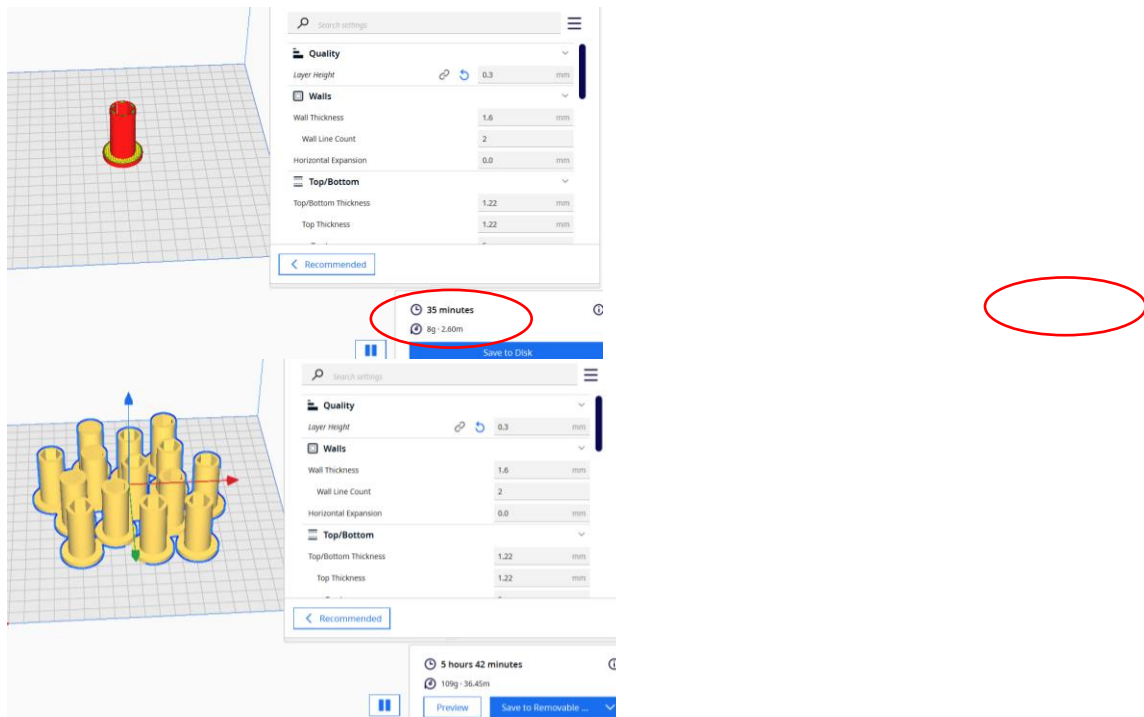 Search settings
Quality
Layer Height 0.3 mm
Walls
Wall Thickness 1.6 mm
Wall Line Count 2
Horizontal Expansion 0.0 mm
Top/Bottom
Top/Bottom Thickness 1.22 mm
Top Thickness 1.22 mm
Recommended
35 minutes
8g · 2.60m
Save to Disk
Search settings
Quality
Layer Height 0.3 mm
Walls
Wall Thickness 1.6 mm
Wall Line Count 2
Horizontal Expansion 0.0 mm
Top/Bottom
Top/Bottom Thickness 1.22 mm
Top Thickness 1.22 mm
Recommended
5 hours 42 minutes
109g · 36.45m
Preview Save to Removable ...